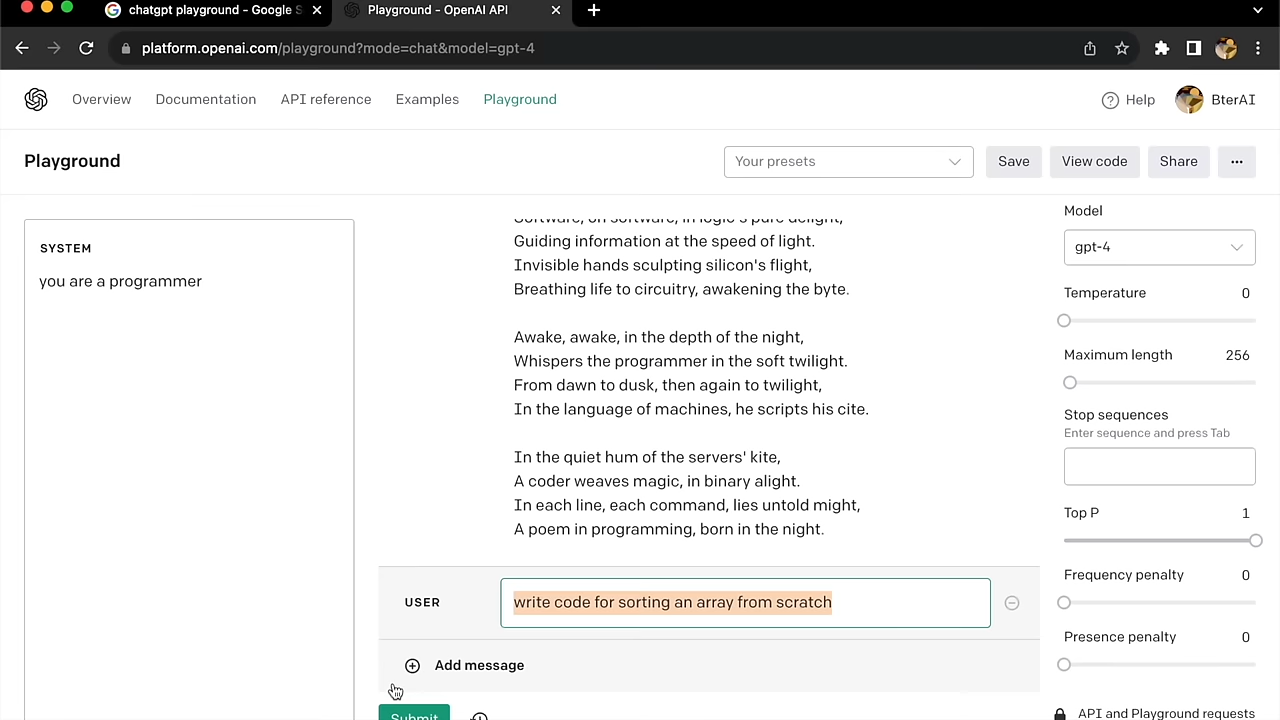 chatgpt playground - Google S
Playground - OpenAI API
platform.openai.com/playground?mode=chat&model=gpt-4
Overview
Documentation
API reference
Examples
Playground
Help
BterAI
Playground
Your presets
Save
View code
Share
SYSTEM
you are a programmer
Software, oh software, in logic's pure delight,
Guiding information at the speed of light.
Invisible hands sculpting silicon's flight,
Breathing life to circuitry, awakening the byte.
Awake, awake, in the depth of the night,
Whispers the programmer in the soft twilight.
From dawn to dusk, then again to twilight,
In the language of machines, he scripts his cite.
In the quiet hum of the servers' kite,
A coder weaves magic, in binary alight.
In each line, each command, lies untold might,
A poem in programming, born in the night.
USER
write code for sorting an array from scratch
Add message
Submit
Model
gpt-4
Temperature
0
Maximum length
256
Stop sequences
Enter sequence and press Tab
Top P
1
Frequency penalty
0
Presence penalty
0
API and Playground requests